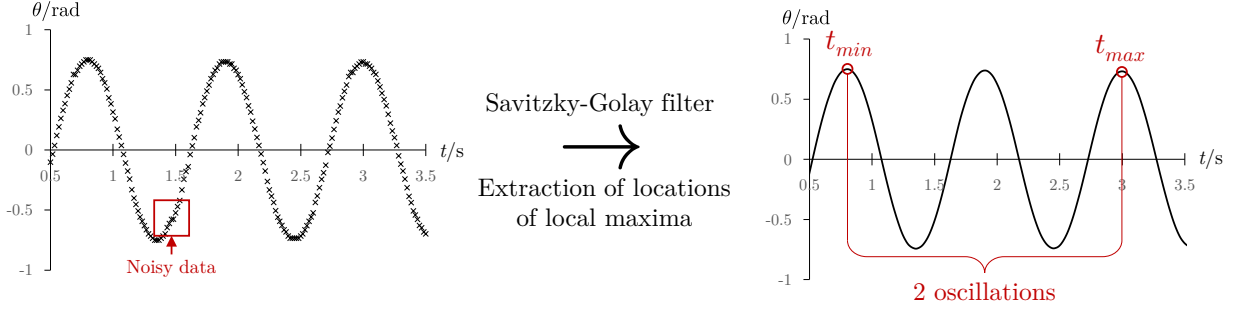 θ/rad
1
0.5
0
-0.5
-1
0.5
1
1.5
2
2.5
3
3.5
t/s
Noisy data
Savitzky-Golay filter
Extraction of locations
of local maxima
θ/rad
1
0.5
0
-0.5
-1
0.5
1
1.5
2
2.5
3
3.5
t/s
t_min
t_max
2 oscillations